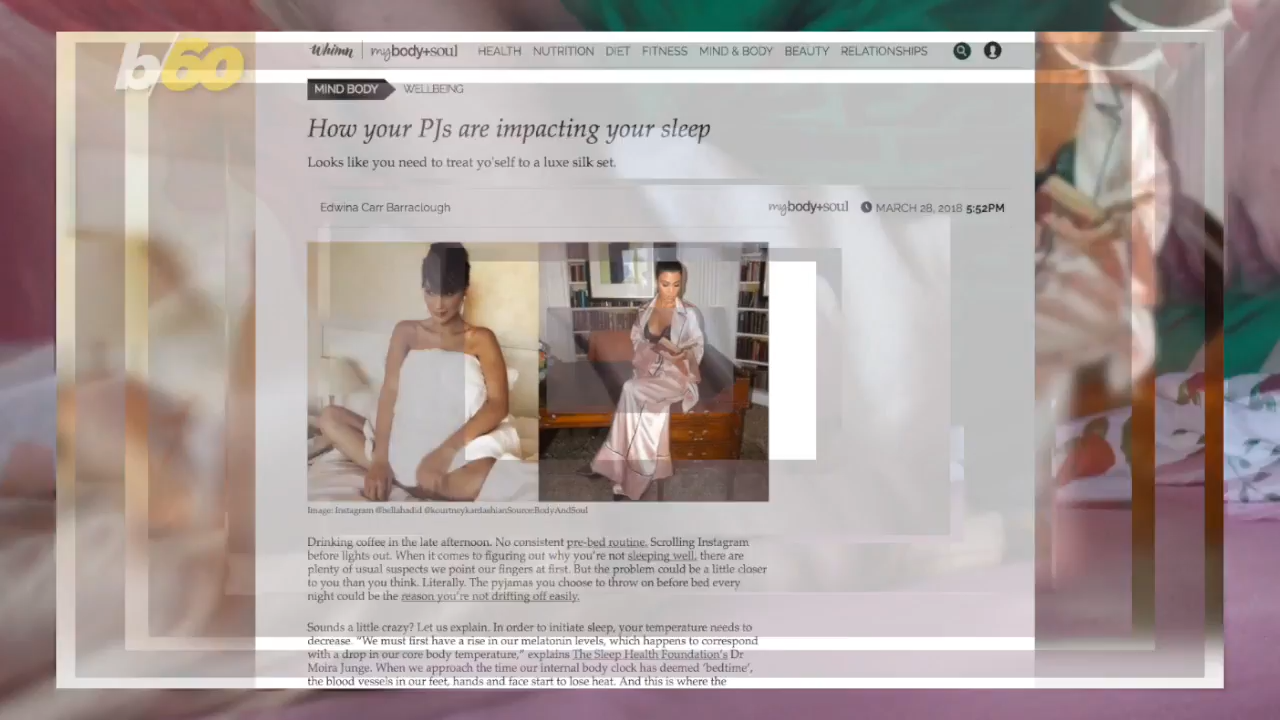 b/60
Whimn | mybody+soul HEALTH NUTRITION DIET FITNESS MIND & BODY BEAUTY RELATIONSHIPS
MIND BODY WELLBEING
How your PJs are impacting your sleep
Looks like you need to treat yo'self to a luxe silk set.
Edwina Carr Barraclough mybody+soul MARCH 28, 2018 5:52PM
Image: Instagram @bellahadid @kourtneykardashianSource:BodyAndSoul
Drinking coffee in the late afternoon. No consistent pre-bed routine. Scrolling Instagram
before lights out. When it comes to figuring out why you're not sleeping well, there are
plenty of usual suspects we point our fingers at first. But the problem could be a little closer
to you than you think. Literally. The pyjamas you choose to throw on before bed every
night could be the reason you're not drifting off easily.
Sounds a little crazy? Let us explain. In order to initiate sleep, your temperature needs to
decrease. "We must first have a rise in our melatonin levels, which happens to correspond
with a drop in our core body temperature," explains The Sleep Health Foundation's Dr
Moira Junge. When we approach the time our internal body clock has deemed 'bedtime',
the blood vessels in our feet, hands and face start to lose heat. And this is where the